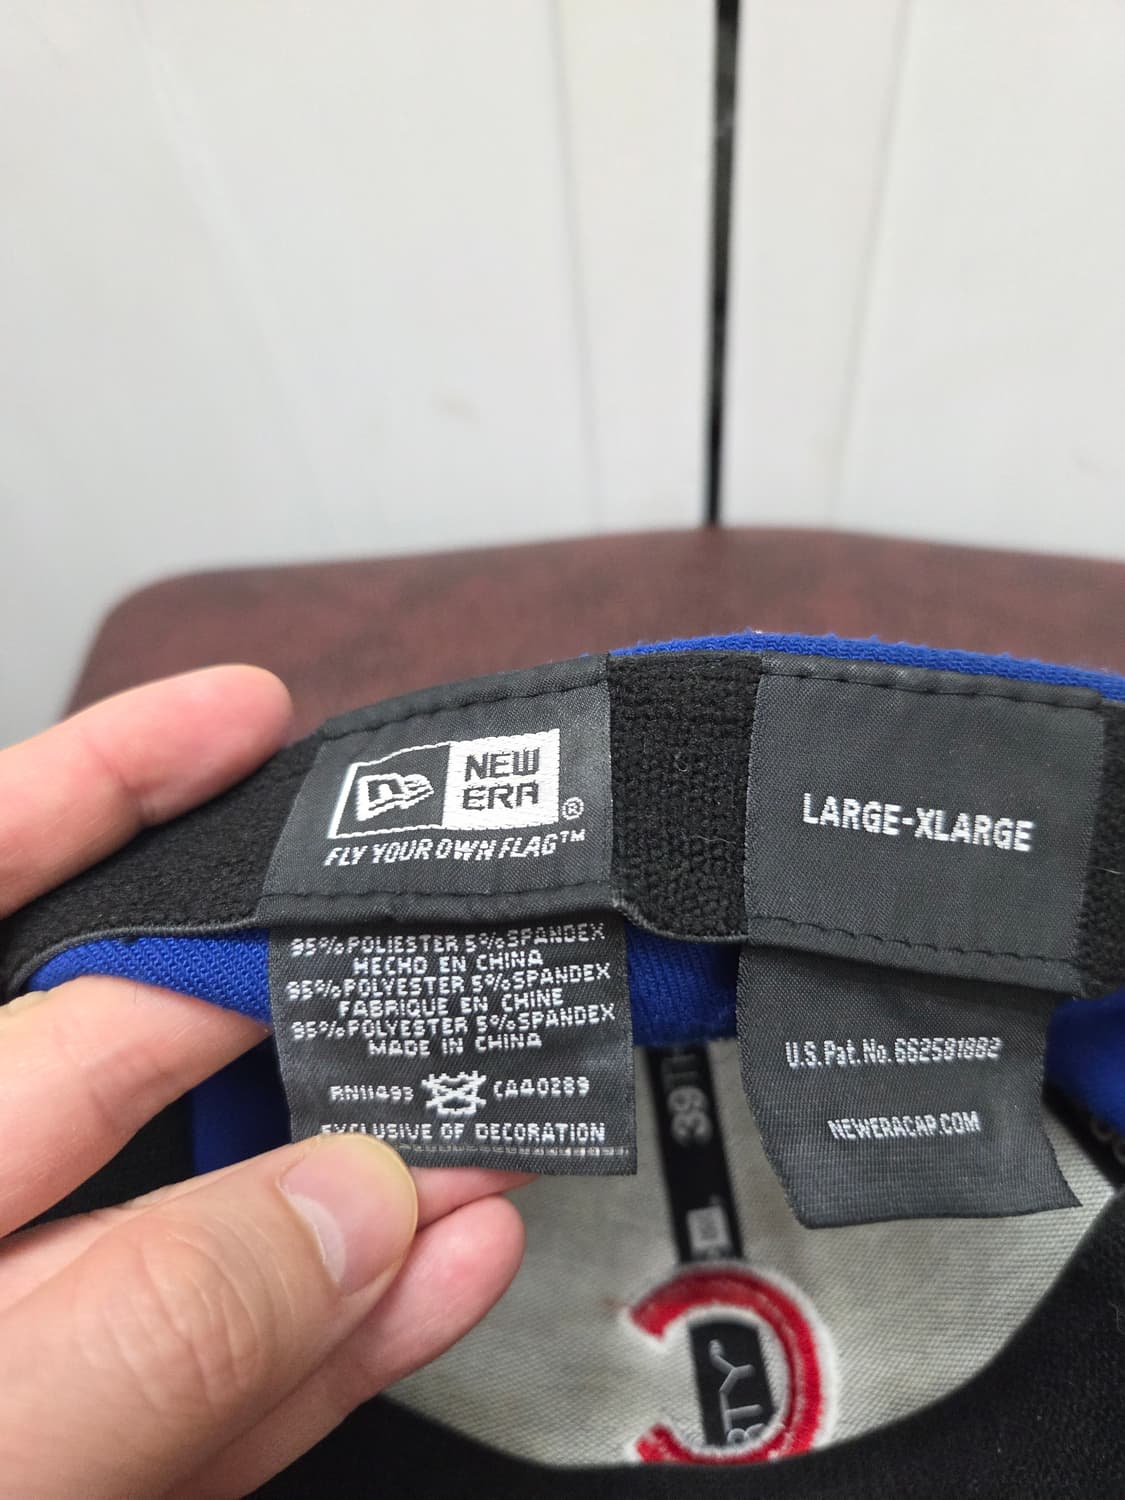 NEW
ERA®
FLY YOUR OWN FLAG™
95% POLIESTER 5% SPANDEX
HECHO EN CHINA
95% POLYESTER 5% SPANDEX
FABRIQUE EN CHINE
95% POLYESTER 5% SPANDEX
MADE IN CHINA
RN11493 CA40289
EXCLUSIVE OF DECORATION
LARGE-XLARGE
U.S.Pat.No.
NEWERACAP.COM
39TH
RTY
C